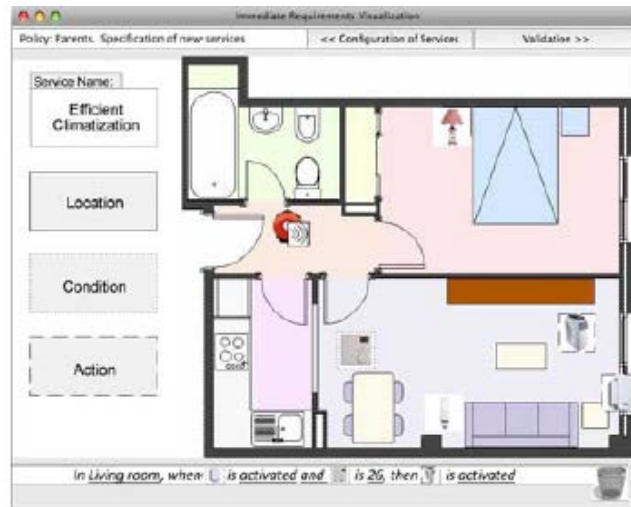 Immediate Requirements Visualization
Policy: Parents. Specification of new services
<< Configuration of Services
Validation >>
Service Name:
Efficient
Climatization
Location
Condition
Action
In Living room, when is activated and is 26, then is activated